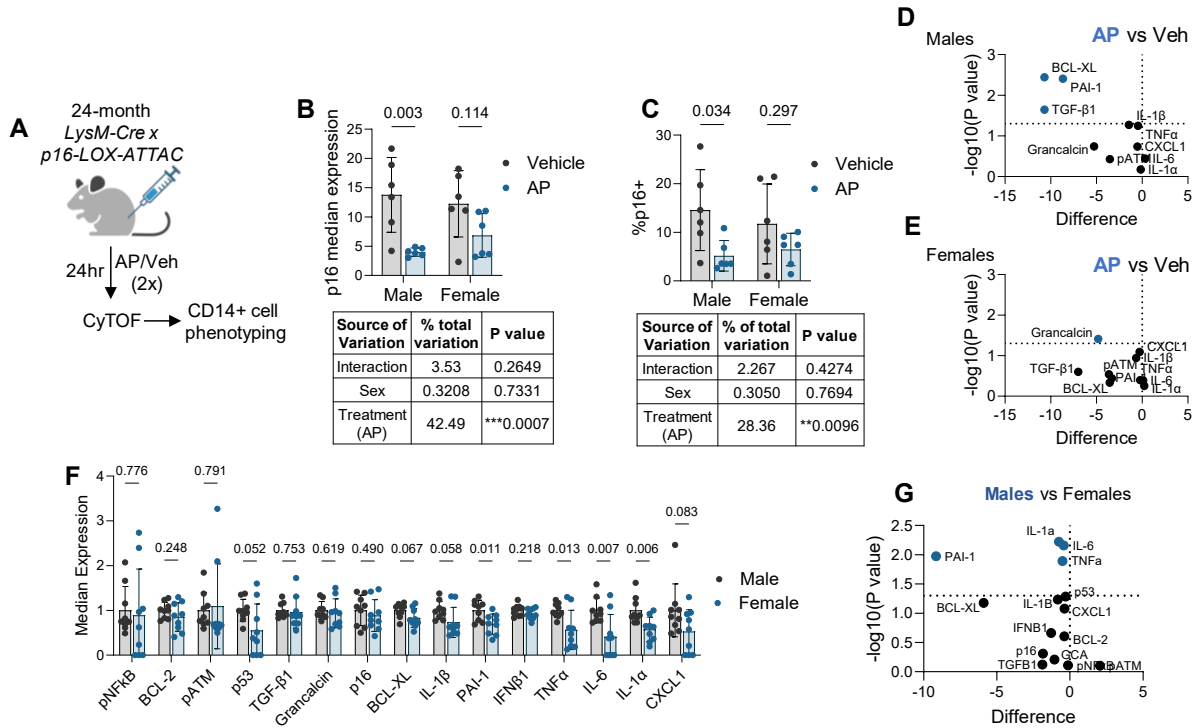 A
24-month
LysM-Cre x
p16-LOX-ATTAC
24hr
AP/Veh
(2x)
CyTOF
CD14+ cell
phenotyping
B
0.003
0.114
p16 median expression
25
20
15
10
5
0
Male
Female
Vehicle
AP
Source of Variation
% total variation
P value
Interaction
3.53
0.2649
Sex
0.3208
0.7331
Treatment (AP)
42.49
***0.0007
C
0.034
0.297
%p16+
30
20
10
0
Male
Female
Vehicle
AP
Source of Variation
% of total variation
P value
Interaction
2.267
0.4274
Sex
0.3050
0.7694
Treatment (AP)
28.36
**0.0096
D
Males
AP vs Veh
-log10(P value)
3
2
1
0
BCL-XL
PAI-1
TGF-β1
IL-1β
TNFα
Grancalcin
CXCL1
pATM
IL-6
IL-1α
-15
-10
-5
0
5
Difference
E
Females
AP vs Veh
-log10(P value)
3
2
1
0
Grancalcin
CXCL1
IL-1β
pATM
TNFα
TGF-β1
PAI-1
IL-6
BCL-XL
IL-1α
-15
-10
-5
0
5
Difference
F
Median Expression
4
3
2
1
0
0.776
0.248
0.791
0.052
0.753
0.619
0.490
0.067
0.058
0.011
0.218
0.013
0.007
0.006
0.083
Male
Female
pNFkB
BCL-2
pATM
p53
TGF-β1
Grancalcin
p16
BCL-XL
IL-1β
PAI-1
IFNβ1
TNFα
IL-6
IL-1α
CXCL1
G
Males vs Females
-log10(P value)
2.5
2.0
1.5
1.0
0.5
0.0
IL-1a
IL-6
PAI-1
TNFa
p53
BCL-XL
IL-1B
CXCL1
IFNB1
BCL-2
p16
GCA
TGFB1
pNFkB
pATM
-10
-5
0
5
Difference